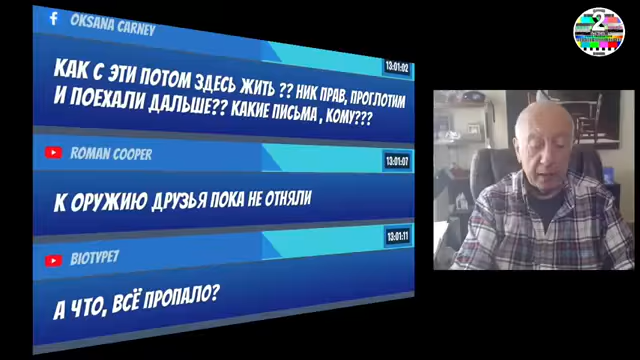 OKSANA CARNEY
13:01:02
КАК С ЭТИ ПОТОМ ЗДЕСЬ ЖИТЬ ?? НИК ПРАВ, ПРОГЛОТИМ
И ПОЕХАЛИ ДАЛЬШЕ?? КАКИЕ ПИСЬМА , КОМУ???
ROMAN COOPER
13:01:07
К ОРУЖИЮ ДРУЗЬЯ ПОКА НЕ ОТНЯЛИ
BIOTYPE7
13:01:11
А ЧТО, ВСЁ ПРОПАЛО?
2